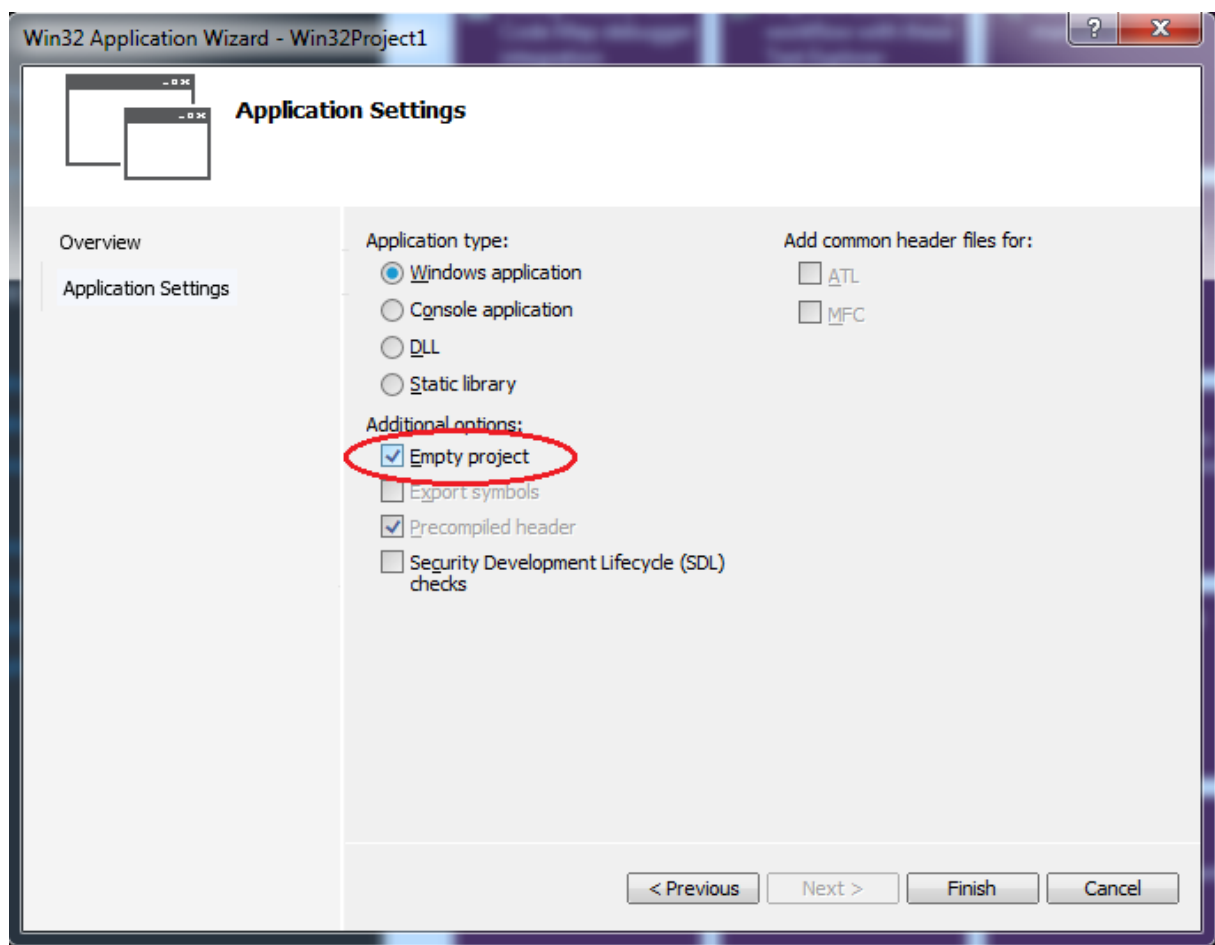 Win32 Application Wizard - Win32Project1
Application Settings
Overview
Application Settings
Application type:
Windows application
Console application
DLL
Static library
Additional options:
Empty project
Export symbols
Precompiled header
Security Development Lifecycle (SDL)
checks
Add common header files for:
ATL
MFC
< Previous
Next >
Finish
Cancel